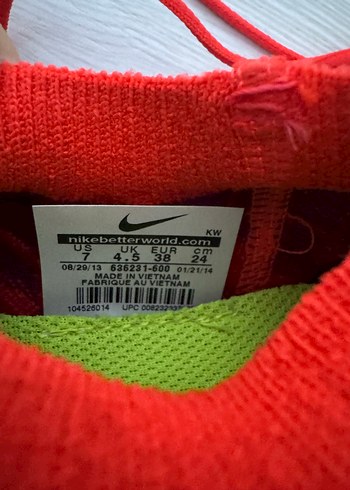 KW
nikebetterworld.com
US UK EUR cm
7 4.5 38 24
08/29/13 636231-600 01/21/14
MADE IN VIETNAM
FABRIQUE AU VIETNAM
104526014 UPC